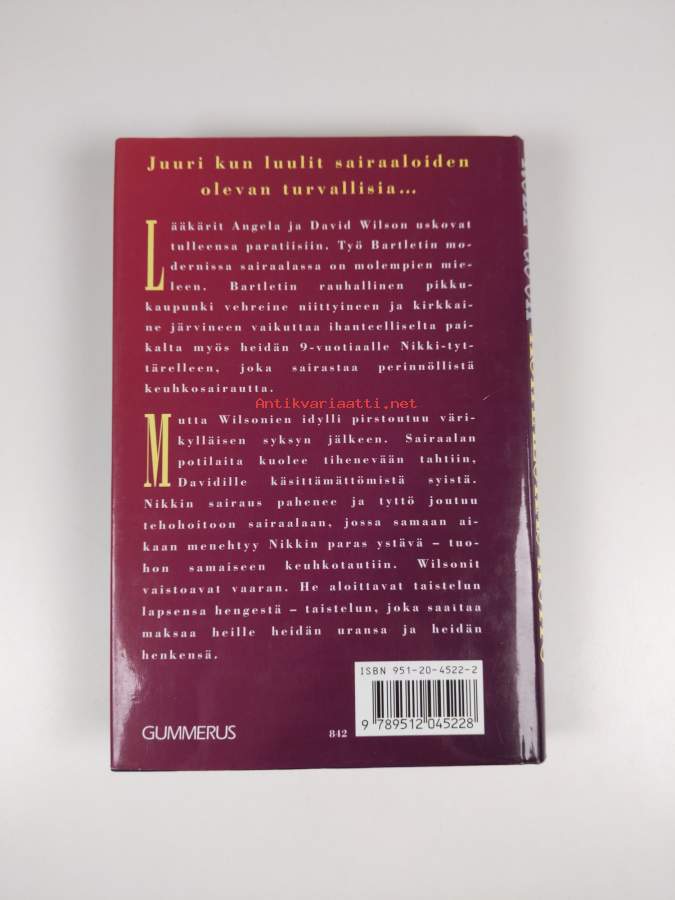 Juuri kun luulit sairaaloiden
olevan turvallisia...
Lääkärit Angela ja David Wilson uskovat
tulleensa paratiisiin. Työ Bartletin mo-
dernissa sairaalassa on molempien mie-
leen. Bartletin rauhallinen pikku-
kaupunki vehreine niittyineen ja kirkkai-
ne järvineen vaikuttaa ihanteelliselta pai-
kalta myös heidän 9-vuotiaalle Nikki-tyt-
tärelleen, joka sairastaa perinnöllistä
keuhkosairautta.
Antikvariaatti.net
Mutta Wilsonien idylli pirstoutuu väri-
kylläisen syksyn jälkeen. Sairaalan
potilaita kuolee tihenevään tahtiin,
Davidille käsittämättömistä syistä.
Nikkin sairaus pahenee ja tyttö joutuu
tehohoitoon sairaalaan, jossa samaan ai-
kaan menehtyy Nikkin paras ystävä – tuo-
hon samaiseen keuhkotautiin. Wilsonit
vaistoavat vaaran. He aloittavat taistelun
lapsensa hengestä – taistelun, joka saattaa
maksaa heille heidän uransa ja heidän
henkensä.
ISBN 951-20-4522-2
9 789512 045228
GUMMERUS
842